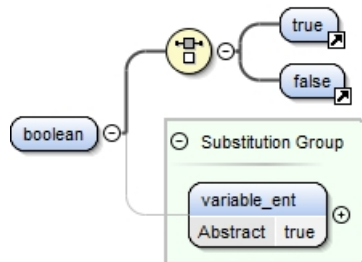 true
false
boolean
Substitution Group
variable_ent
Abstract true